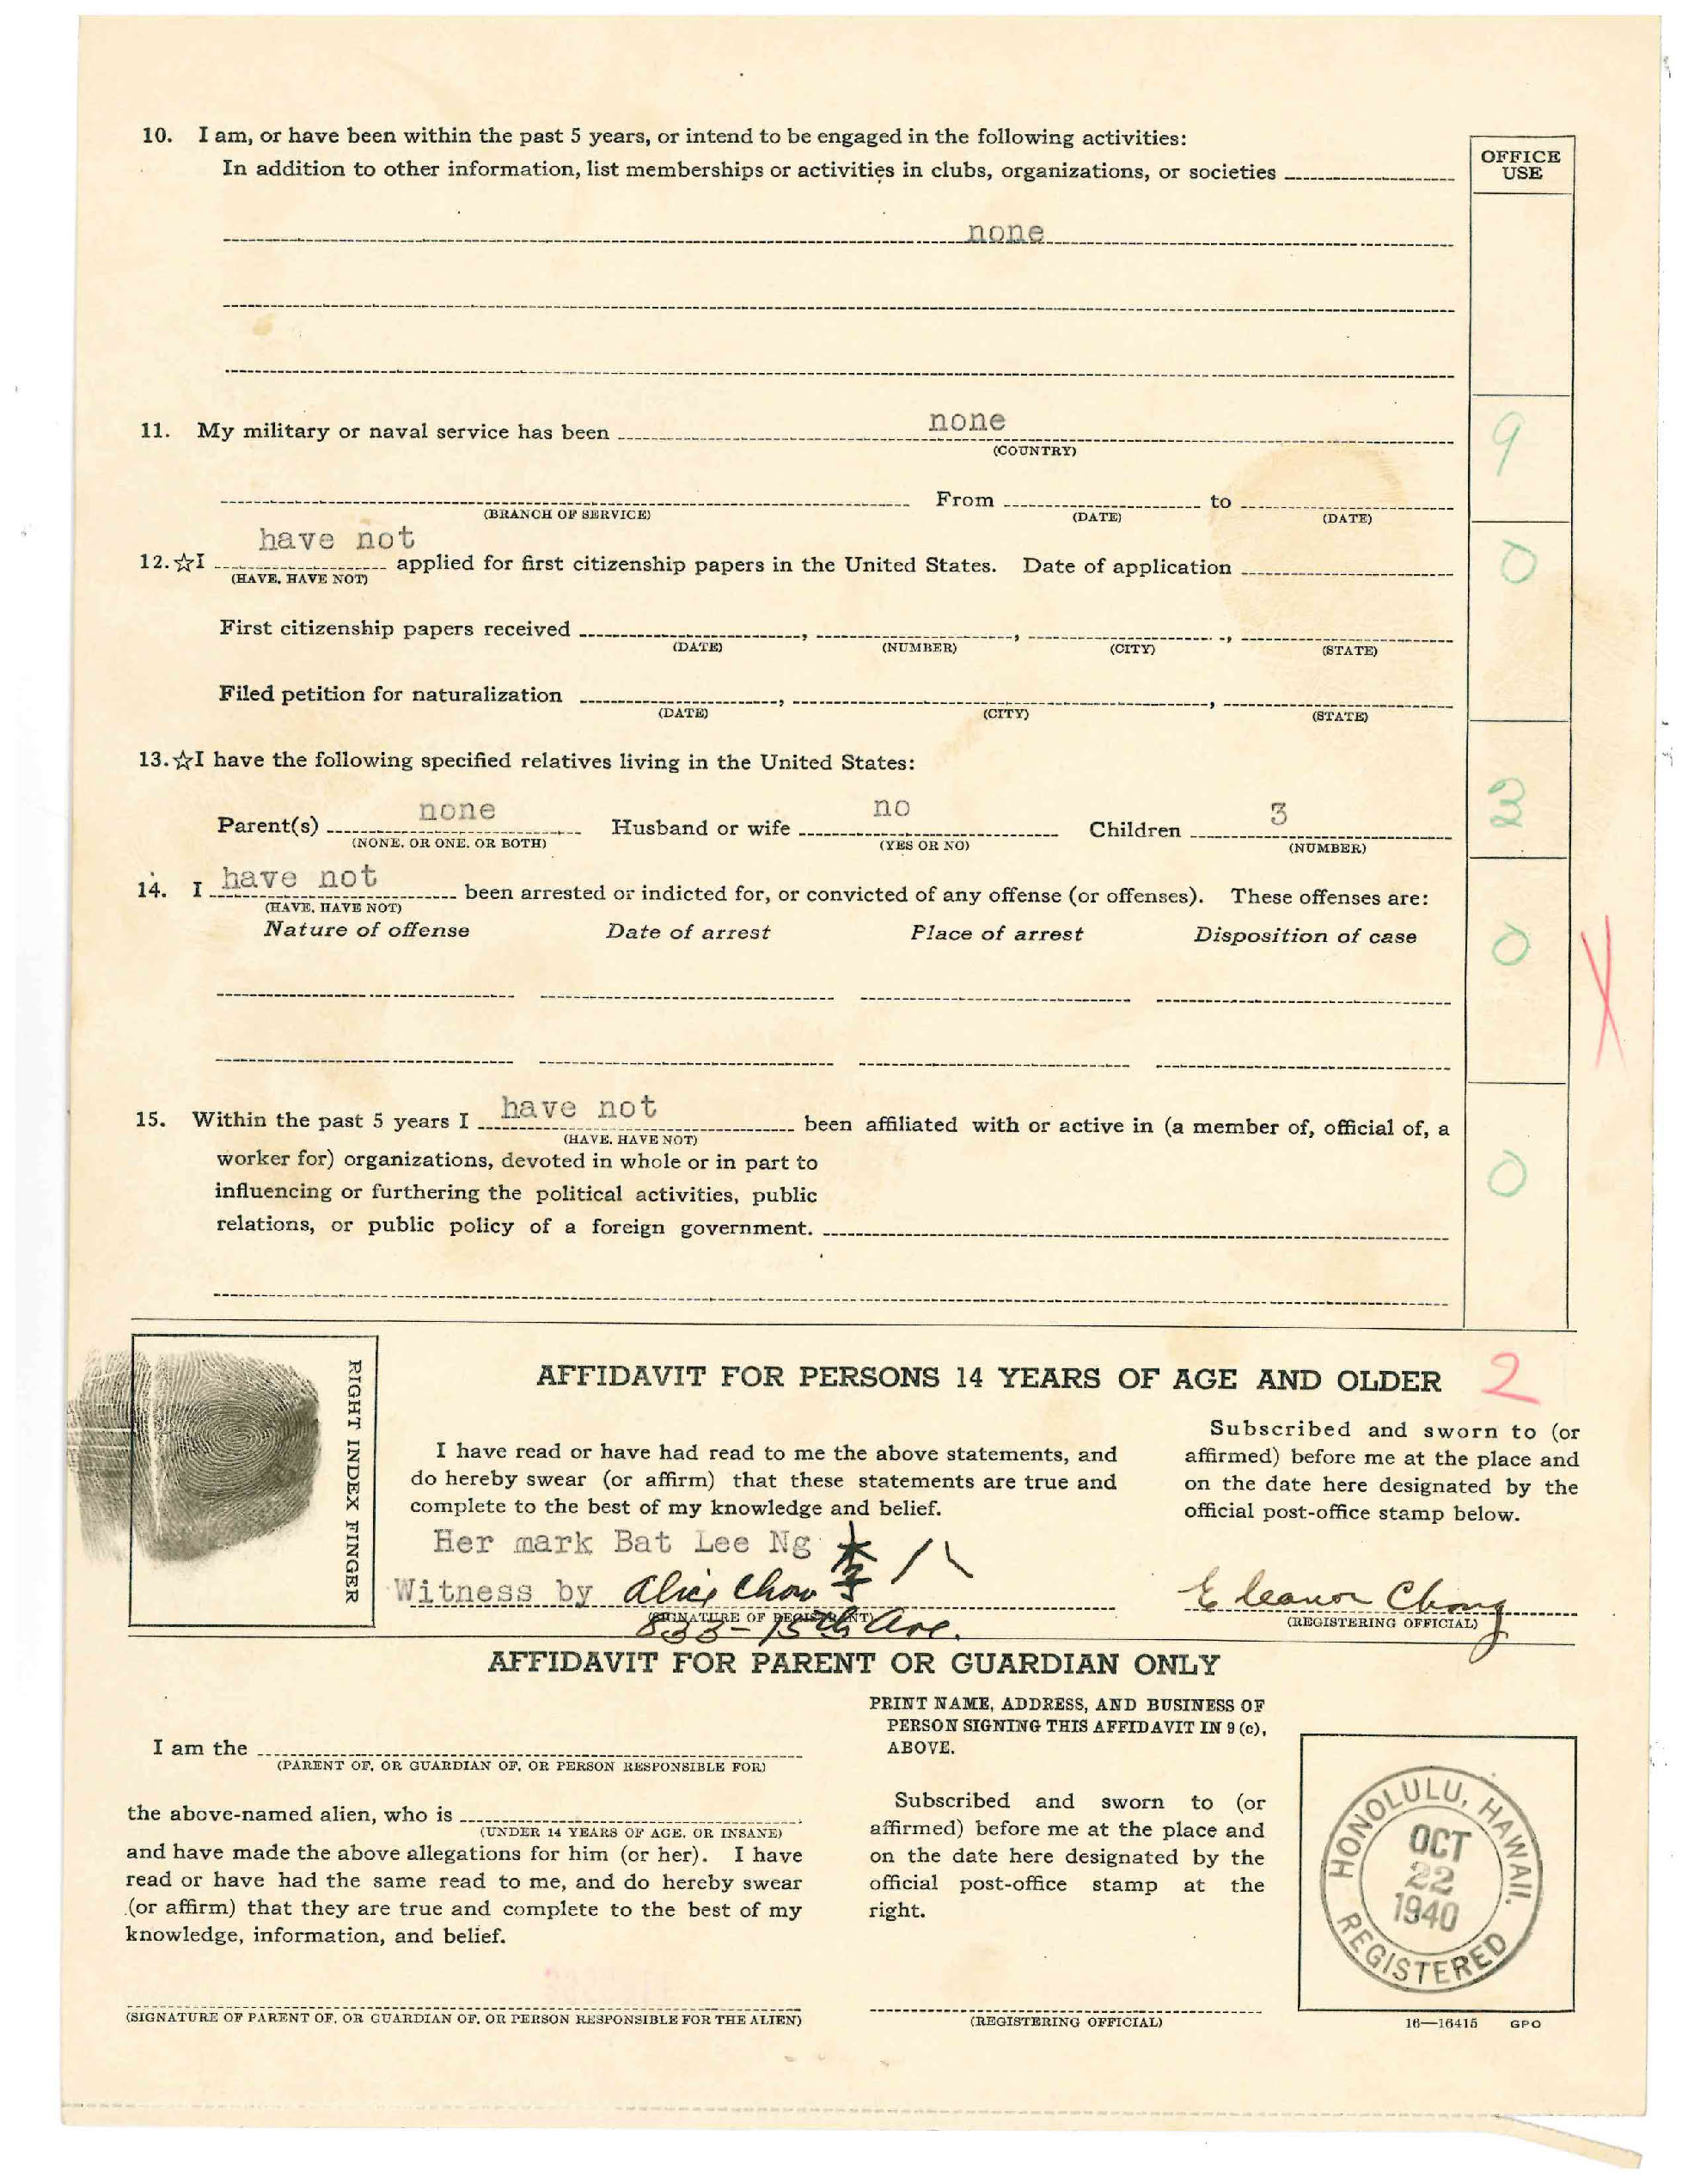 10. I am, or have been within the past 5 years, or intend to be engaged in the following activities:
In addition to other information, list memberships or activities in clubs, organizations, or societies
OFFICE
USE
none
11. My military or naval service has been none
(COUNTRY)
9
From to
(BRANCH OF SERVICE) (DATE) (DATE)
have not
12. ☆I applied for first citizenship papers in the United States. Date of application
(HAVE, HAVE NOT)
0
First citizenship papers received , , ,
(DATE) (NUMBER) (CITY) (STATE)
Filed petition for naturalization , ,
(DATE) (CITY) (STATE)
13. ☆I have the following specified relatives living in the United States:
Parent(s) none Husband or wife no Children 3
(NONE, OR ONE, OR BOTH) (YES OR NO) (NUMBER)
14. I have not been arrested or indicted for, or convicted of any offense (or offenses). These offenses are:
(HAVE, HAVE NOT)
Nature of offense Date of arrest Place of arrest Disposition of case
0
15. Within the past 5 years I have not been affiliated with or active in (a member of, official of, a
(HAVE, HAVE NOT)
worker for) organizations, devoted in whole or in part to
influencing or furthering the political activities, public
relations, or public policy of a foreign government.
0
RIGHT INDEX FINGER
AFFIDAVIT FOR PERSONS 14 YEARS OF AGE AND OLDER 2
I have read or have had read to me the above statements, and
do hereby swear (or affirm) that these statements are true and
complete to the best of my knowledge and belief.
Her mark Bat Lee Ng 李 八
Witness by Alice Chow
(SIGNATURE OF REGISTRANT)
833-15th Ave.
Subscribed and sworn to (or
affirmed) before me at the place and
on the date here designated by the
official post-office stamp below.
Eleanor Chong
(REGISTERING OFFICIAL)
AFFIDAVIT FOR PARENT OR GUARDIAN ONLY
I am the
(PARENT OF, OR GUARDIAN OF, OR PERSON RESPONSIBLE FOR)
the above-named alien, who is
(UNDER 14 YEARS OF AGE, OR INSANE)
and have made the above allegations for him (or her). I have
read or have had the same read to me, and do hereby swear
(or affirm) that they are true and complete to the best of my
knowledge, information, and belief.
(SIGNATURE OF PARENT OF, OR GUARDIAN OF, OR PERSON RESPONSIBLE FOR THE ALIEN)
PRINT NAME, ADDRESS, AND BUSINESS OF
PERSON SIGNING THIS AFFIDAVIT IN 9 (c),
ABOVE.
Subscribed and sworn to (or
affirmed) before me at the place and
on the date here designated by the
official post-office stamp at the
right.
(REGISTERING OFFICIAL)
HONOLULU, HAWAII.
OCT
22
1940
REGISTERED
16—16415 GPO